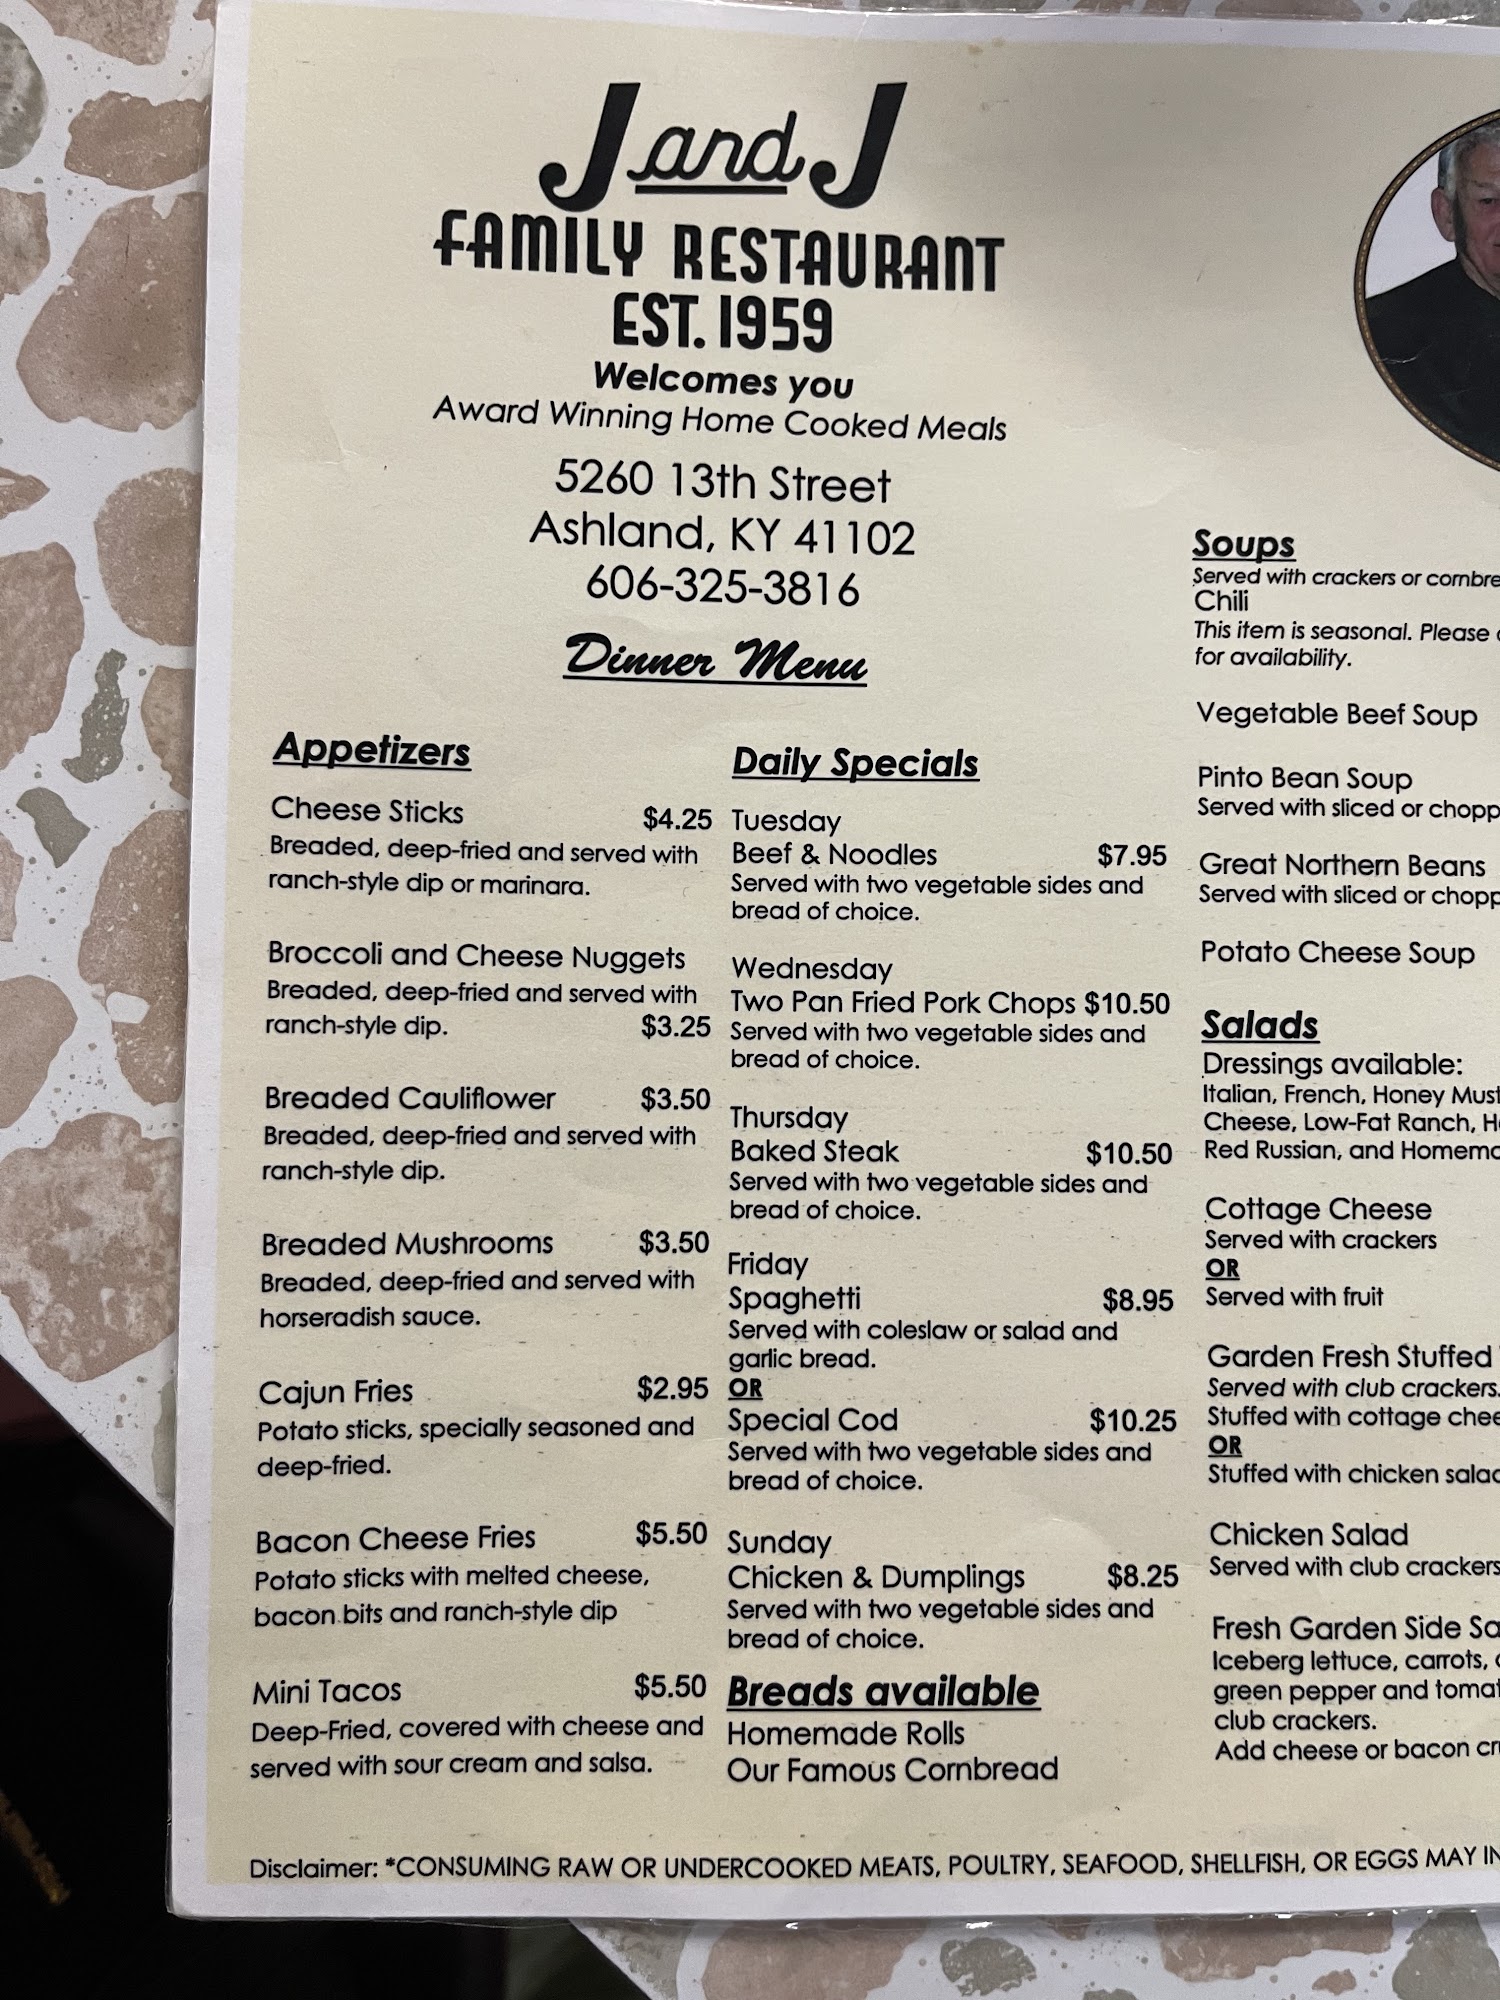 J and J
FAMILY RESTAURANT
EST. 1959
Welcomes you
Award Winning Home Cooked Meals
5260 13th Street
Ashland, KY 41102
606-325-3816
Dinner Menu
Appetizers
Cheese Sticks $4.25
Breaded, deep-fried and served with
ranch-style dip or marinara.
Broccoli and Cheese Nuggets
Breaded, deep-fried and served with
ranch-style dip. $3.25
Breaded Cauliflower $3.50
Breaded, deep-fried and served with
ranch-style dip.
Breaded Mushrooms $3.50
Breaded, deep-fried and served with
horseradish sauce.
Cajun Fries $2.95
Potato sticks, specially seasoned and
deep-fried.
Bacon Cheese Fries $5.50
Potato sticks with melted cheese,
bacon bits and ranch-style dip
Mini Tacos $5.50
Deep-Fried, covered with cheese and
served with sour cream and salsa.
Daily Specials
Tuesday
Beef & Noodles $7.95
Served with two vegetable sides and
bread of choice.
Wednesday
Two Pan Fried Pork Chops $10.50
Served with two vegetable sides and
bread of choice.
Thursday
Baked Steak $10.50
Served with two vegetable sides and
bread of choice.
Friday
Spaghetti $8.95
Served with coleslaw or salad and
garlic bread.
OR
Special Cod $10.25
Served with two vegetable sides and
bread of choice.
Sunday
Chicken & Dumplings $8.25
Served with two vegetable sides and
bread of choice.
Breads available
Homemade Rolls
Our Famous Cornbread
Soups
Served with crackers or
Chili
This item is seasonal. Please
for availability.
Vegetable Beef Soup
Pinto Bean Soup
Served with sliced or
Great Northern Beans
Served with sliced or
Potato Cheese Soup
Salads
Dressings available:
Italian, French, Honey
Cheese, Low-Fat Ranch,
Red Russian, and
Cottage Cheese
Served with crackers
OR
Served with fruit
Garden Fresh Stuffed
Served with club crackers.
Stuffed with cottage
OR
Stuffed with chicken
Chicken Salad
Served with club crackers
Fresh Garden Side
Iceberg lettuce, carrots,
green pepper and
club crackers.
Add cheese or bacon
Disclaimer: *CONSUMING RAW OR UNDERCOOKED MEATS, POULTRY, SEAFOOD, SHELLFISH, OR EGGS MAY